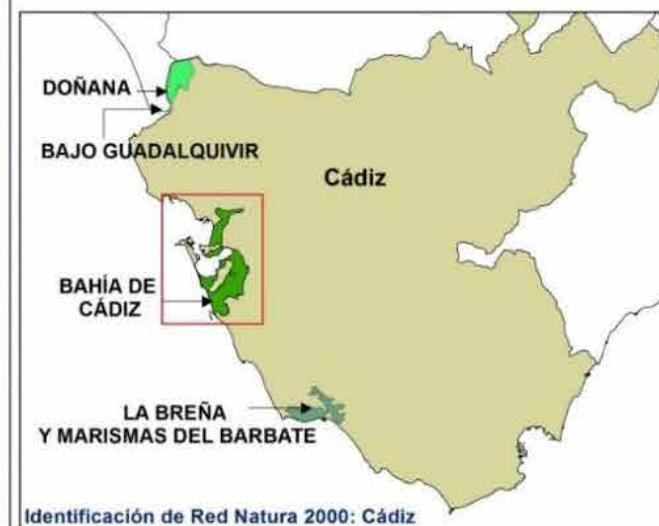 DOÑANA
BAJO GUADALQUIVIR
Cádiz
BAHÍA DE
CÁDIZ
LA BREÑA
Y MARISMAS DEL BARBATE
Identificación de Red Natura 2000: Cádiz